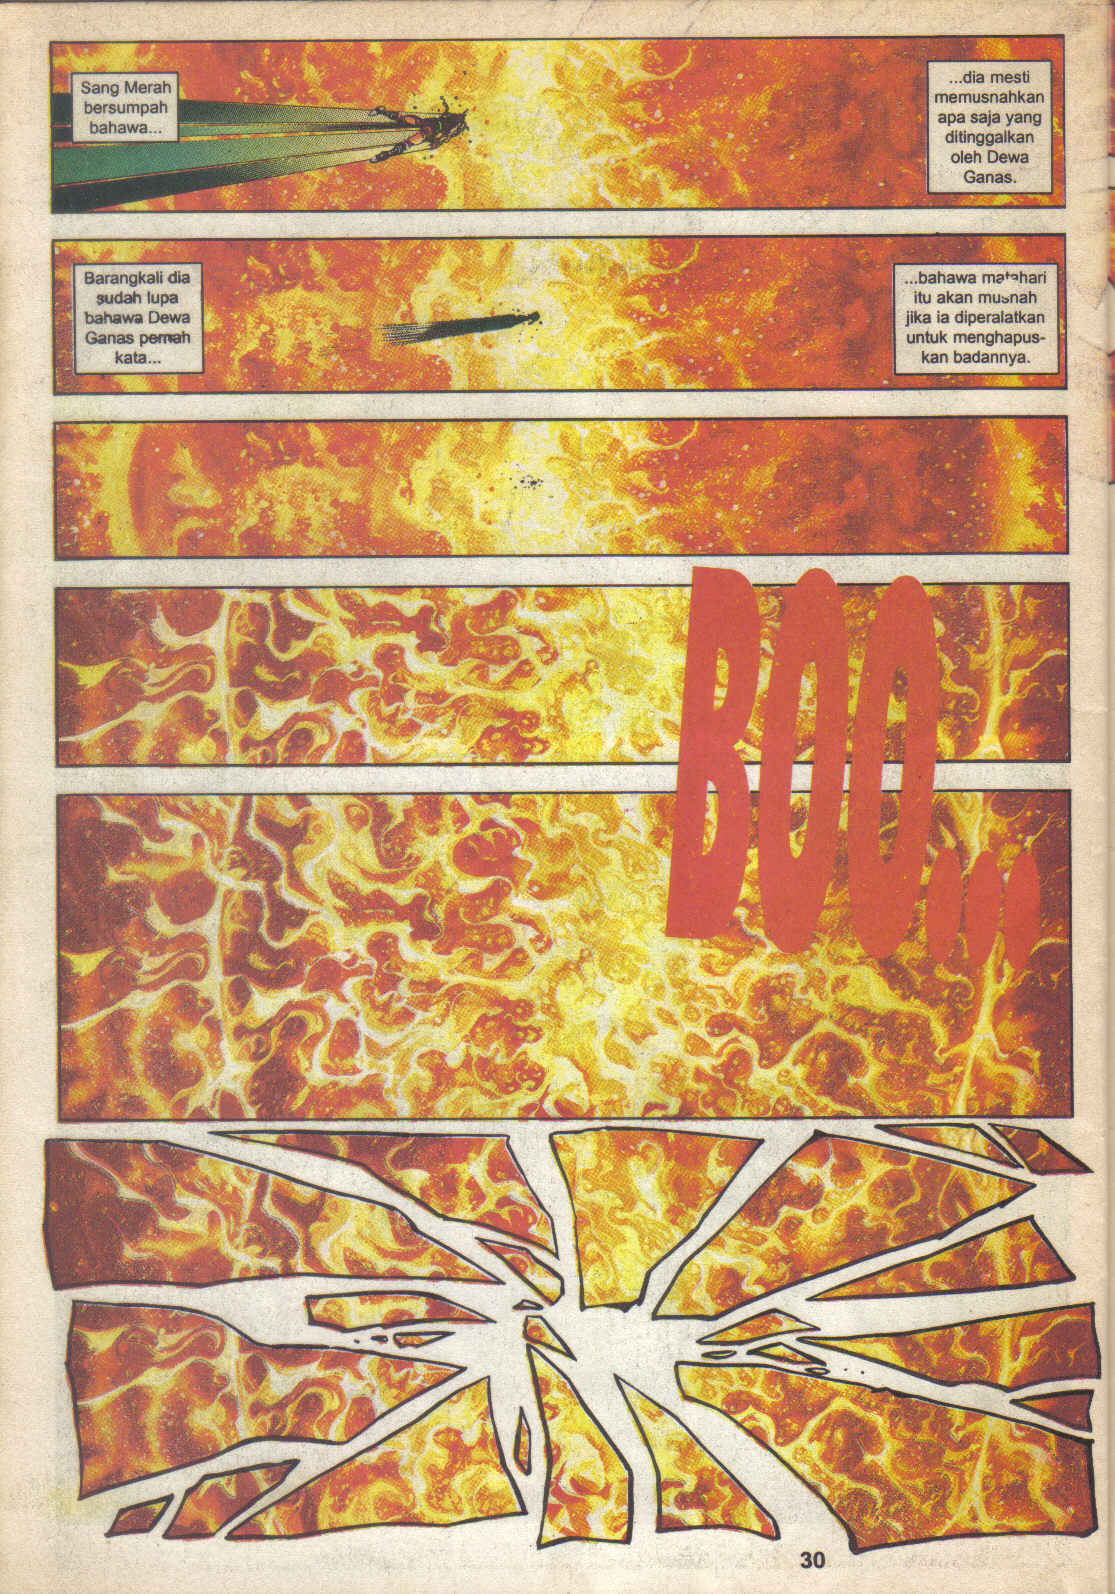 Sang Merah
bersumpah
bahawa...
...dia mesti
memusnahkan
apa saja yang
ditinggalkan
oleh Dewa
Ganas.
Barangkali dia
sudah lupa
bahawa Dewa
Ganas pernah
kata...
...bahawa matahari
itu akan musnah
jika ia diperalatkan
untuk menghapus-
kan badannya.
BOO...
30